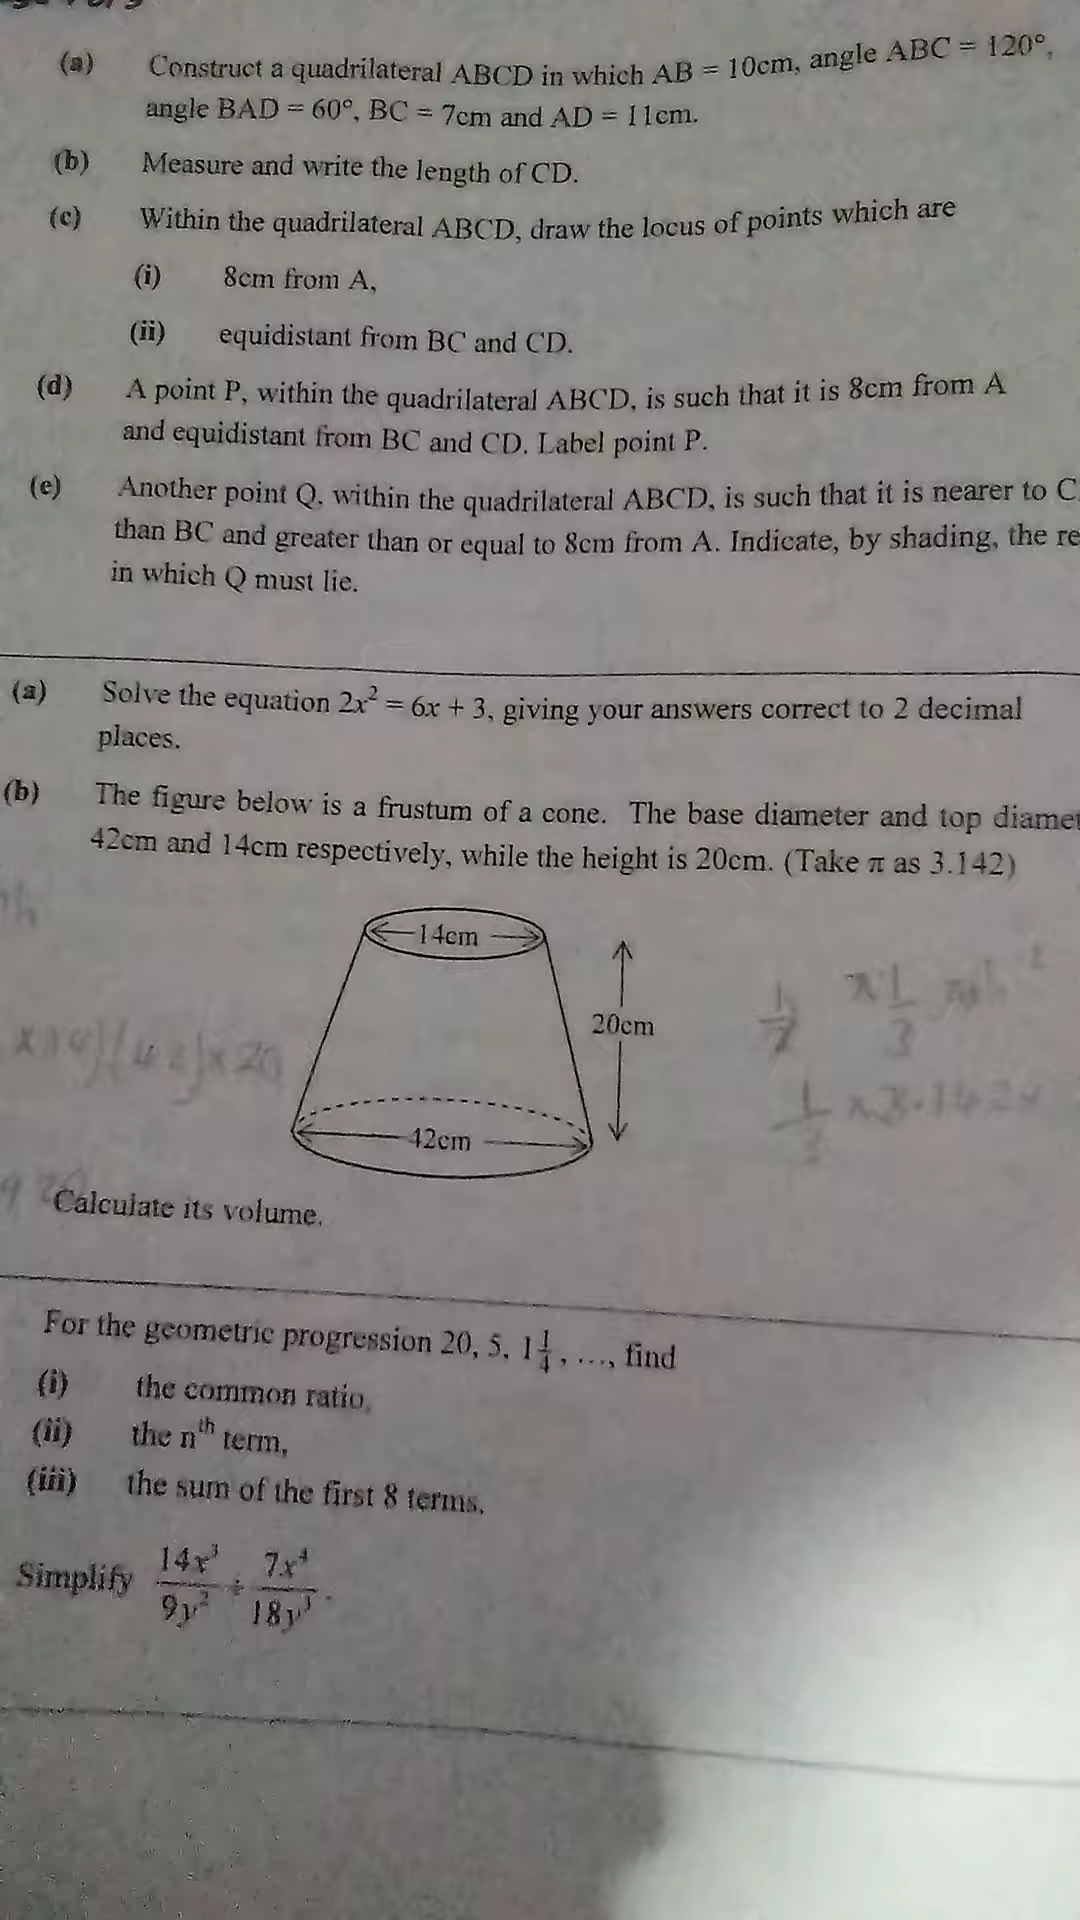 (a) Construct a quadrilateral ABCD in which AB = 10cm, angle ABC = 120°,
angle BAD = 60°, BC = 7cm and AD = 11cm.
(b) Measure and write the length of CD.
(c) Within the quadrilateral ABCD, draw the locus of points which are
(i) 8cm from A,
(ii) equidistant from BC and CD.
(d) A point P, within the quadrilateral ABCD, is such that it is 8cm from A
and equidistant from BC and CD. Label point P.
(e) Another point Q, within the quadrilateral ABCD, is such that it is nearer to C
than BC and greater than or equal to 8cm from A. Indicate, by shading, the re
in which Q must lie.
(a) Solve the equation 2x² = 6x + 3, giving your answers correct to 2 decimal
places.
(b) The figure below is a frustum of a cone. The base diameter and top diamet
42cm and 14cm respectively, while the height is 20cm. (Take π as 3.142)
14cm
20cm
42cm
Calculate its volume.
For the geometric progression 20, 5, 1 1/4, ..., find
(i) the common ratio,
(ii) the nᵗʰ term,
(iii) the sum of the first 8 terms.
Simplify 14x³/9y² ÷ 7x⁴/18y³.